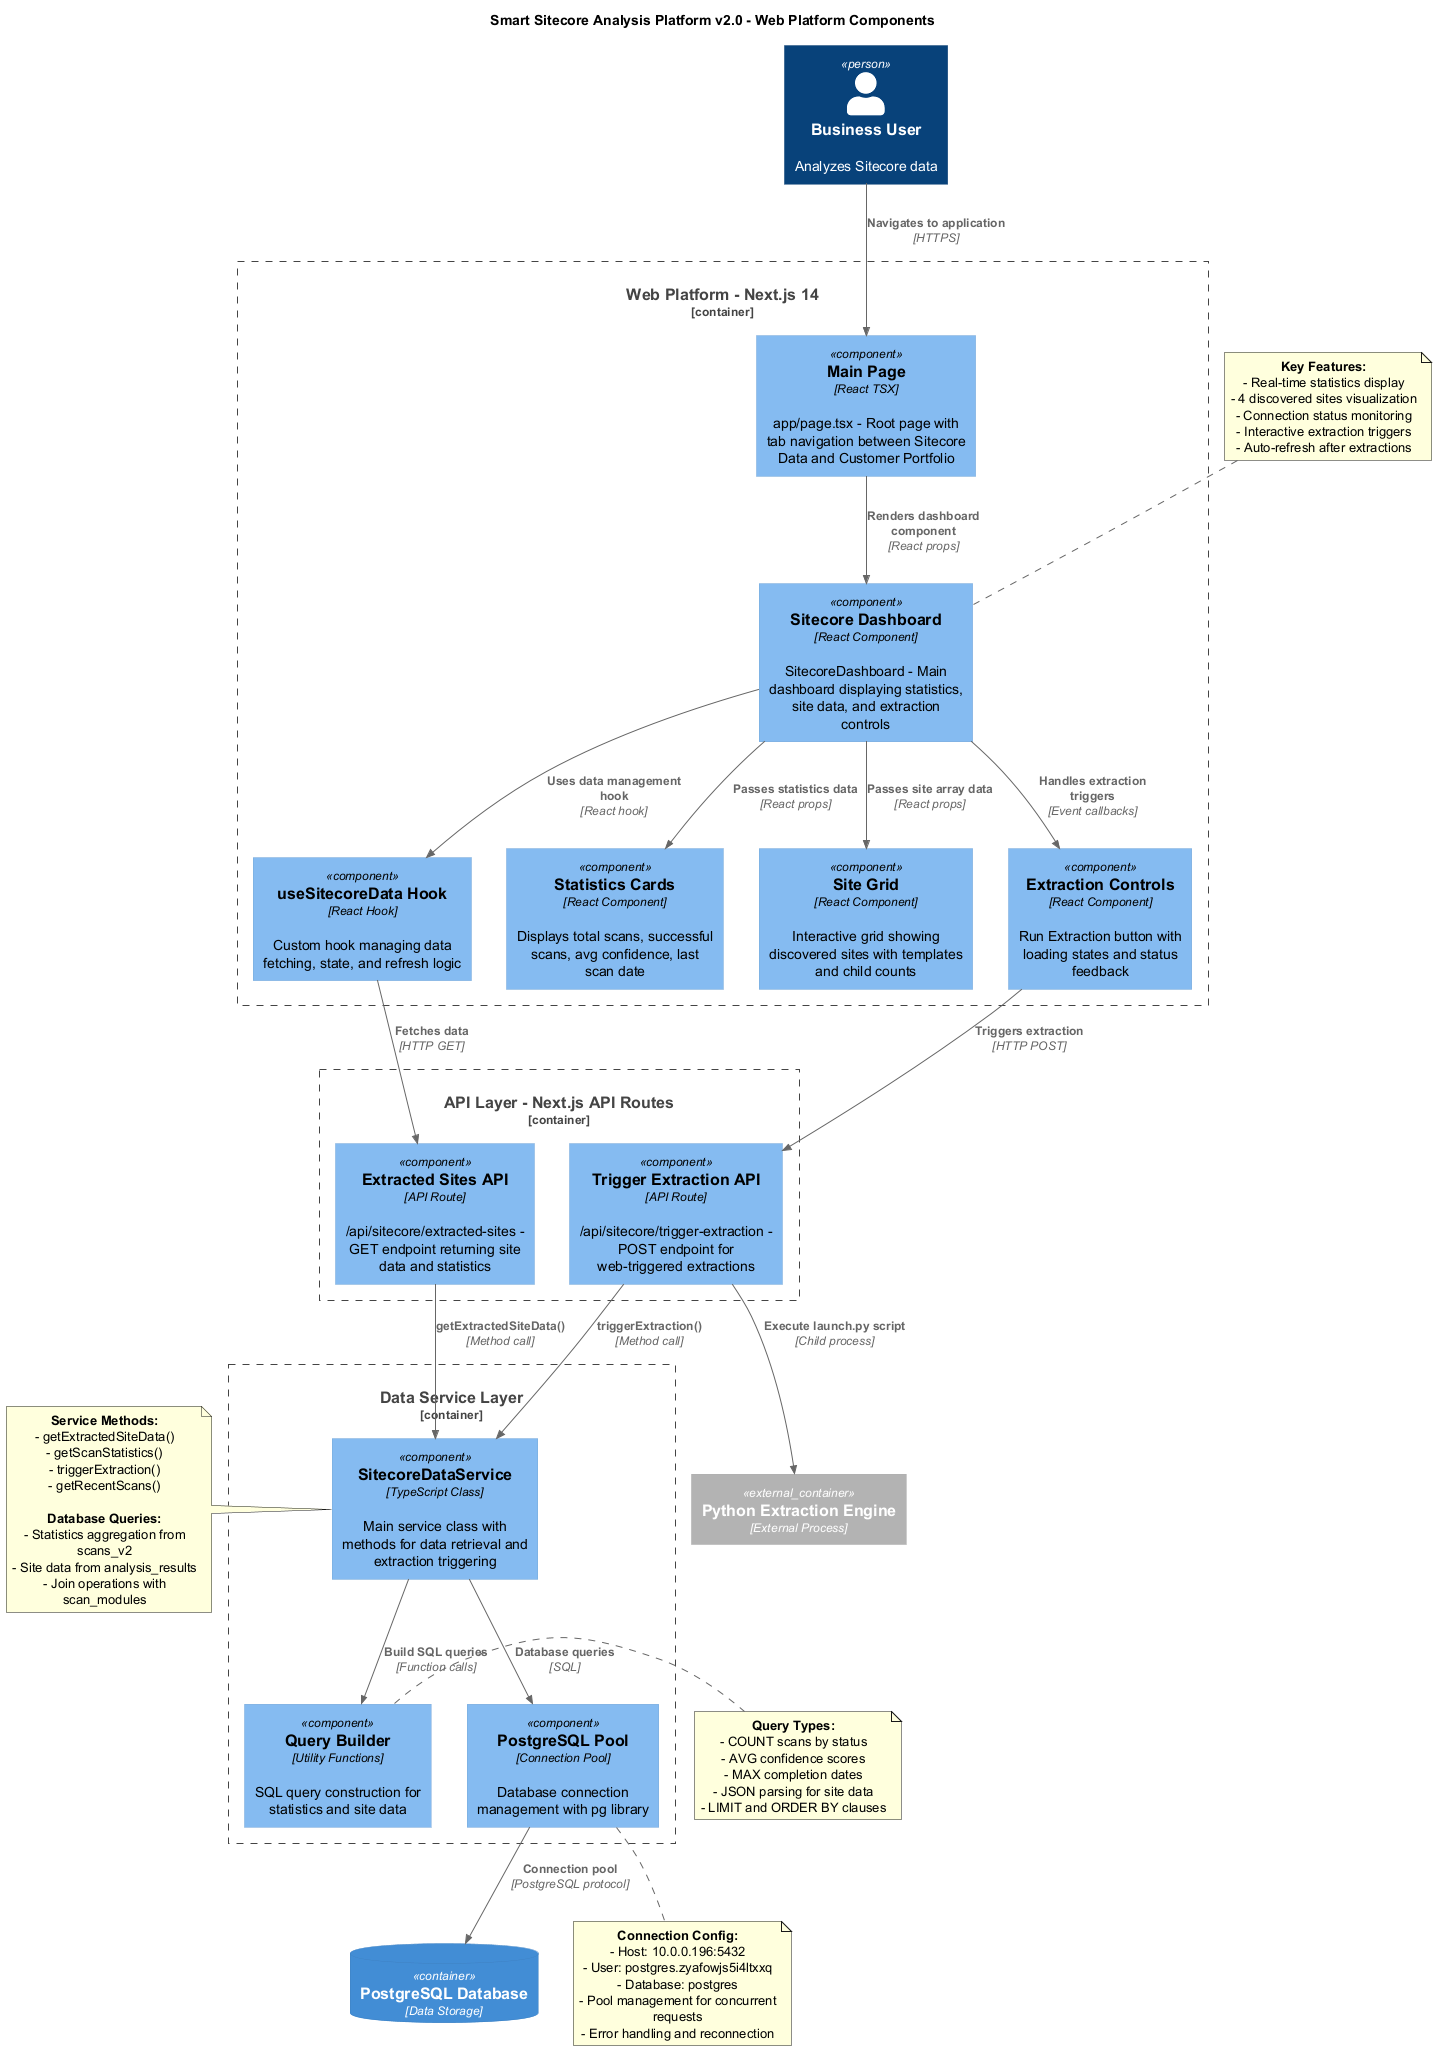 Smart Sitecore Analysis Platform v2.0 - Web Platform Components
«person»
Business User
Analyzes Sitecore data
Navigates to application
[HTTPS]
Web Platform - Next.js 14
[container]
«component»
Main Page
[React TSX]
app/page.tsx - Root page with
tab navigation between Sitecore
Data and Customer Portfolio
Key Features:
- Real-time statistics display
- 4 discovered sites visualization
- Connection status monitoring
- Interactive extraction triggers
- Auto-refresh after extractions
Renders dashboard
component
[React props]
«component»
Sitecore Dashboard
[React Component]
SitecoreDashboard - Main
dashboard displaying statistics,
site data, and extraction
controls
Uses data management
hook
[React hook]
Passes statistics data
[React props]
Passes site array data
[React props]
Handles extraction
triggers
[Event callbacks]
«component»
useSitecoreData Hook
[React Hook]
Custom hook managing data
fetching, state, and refresh logic
«component»
Statistics Cards
[React Component]
Displays total scans, successful
scans, avg confidence, last
scan date
«component»
Site Grid
[React Component]
Interactive grid showing
discovered sites with templates
and child counts
«component»
Extraction Controls
[React Component]
Run Extraction button with
loading states and status
feedback
Fetches data
[HTTP GET]
Triggers extraction
[HTTP POST]
API Layer - Next.js API Routes
[container]
«component»
Extracted Sites API
[API Route]
/api/sitecore/extracted-sites -
GET endpoint returning site
data and statistics
«component»
Trigger Extraction API
[API Route]
/api/sitecore/trigger-extraction -
POST endpoint for
web-triggered extractions
getExtractedSiteData()
[Method call]
triggerExtraction()
[Method call]
Execute launch.py script
[Child process]
Data Service Layer
[container]
Service Methods:
- getExtractedSiteData()
- getScanStatistics()
- triggerExtraction()
- getRecentScans()
Database Queries:
- Statistics aggregation from
scans_v2
- Site data from analysis_results
- Join operations with
scan_modules
«component»
SitecoreDataService
[TypeScript Class]
Main service class with
methods for data retrieval and
extraction triggering
«external_container»
Python Extraction Engine
[External Process]
Build SQL queries
[Function calls]
Database queries
[SQL]
«component»
Query Builder
[Utility Functions]
SQL query construction for
statistics and site data
«component»
PostgreSQL Pool
[Connection Pool]
Database connection
management with pg library
Query Types:
- COUNT scans by status
- AVG confidence scores
- MAX completion dates
- JSON parsing for site data
- LIMIT and ORDER BY clauses
Connection pool
[PostgreSQL protocol]
«container»
PostgreSQL Database
[Data Storage]
Connection Config:
- Host: 10.0.0.196:5432
- User: postgres.zyafowjs5i4ltxxq
- Database: postgres
- Pool management for concurrent
requests
- Error handling and reconnection